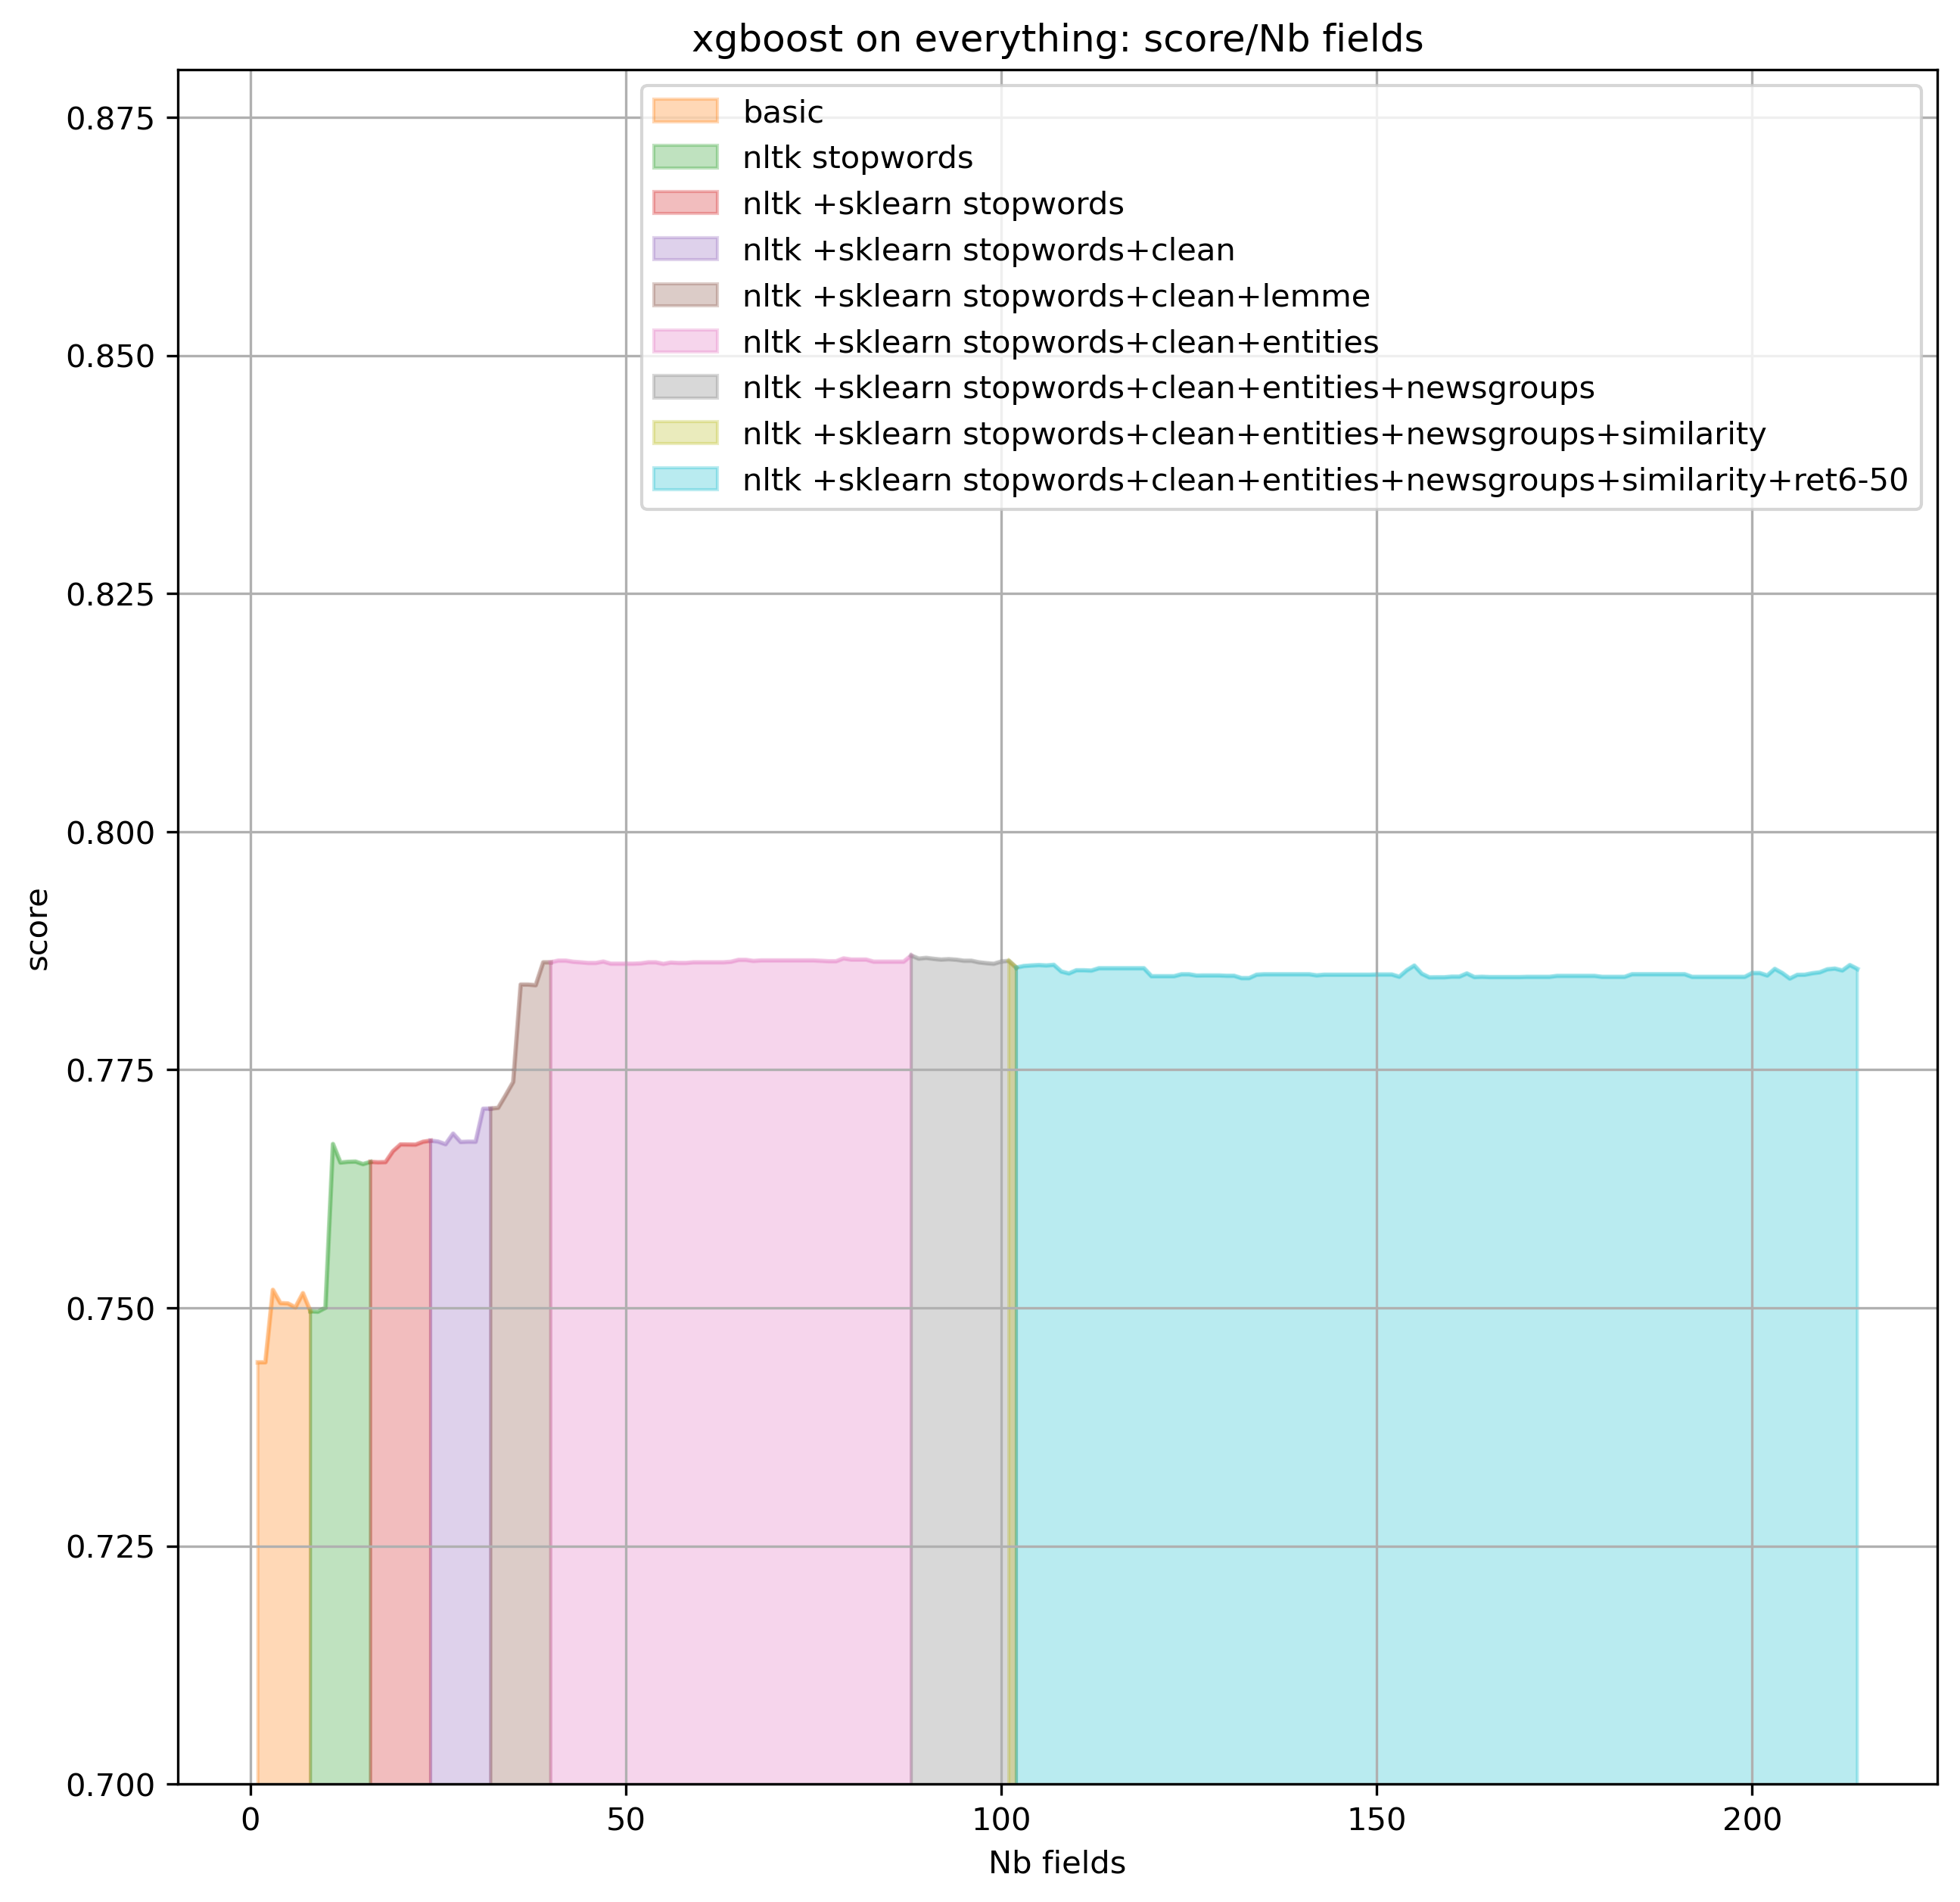 xgboost on everything: score/Nb fields
0.875
0.850
0.825
0.800
0.775
0.750
0.725
0.700
score
basic
nltk stopwords
nltk +sklearn stopwords
nltk +sklearn stopwords+clean
nltk +sklearn stopwords+clean+lemme
nltk +sklearn stopwords+clean+entities
nltk +sklearn stopwords+clean+entities+newsgroups
nltk +sklearn stopwords+clean+entities+newsgroups+similarity
nltk +sklearn stopwords+clean+entities+newsgroups+similarity+ret6-50
0 50 100 150 200
Nb fields